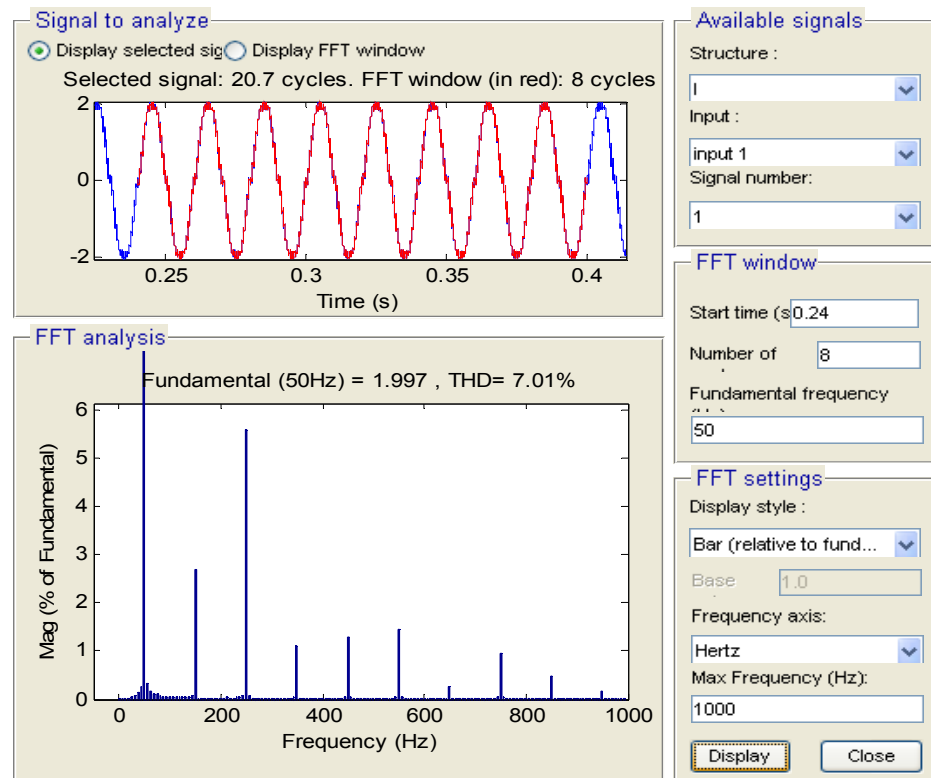 Signal to analyze
Display selected sig
Display FFT window
Selected signal: 20.7 cycles. FFT window (in red): 8 cycles
2
0
-2
0.25 0.3 0.35 0.4
Time (s)
FFT analysis
Fundamental (50Hz) = 1.997 , THD= 7.01%
6
5
4
3
2
1
0
Mag (% of Fundamental)
0 200 400 600 800 1000
Frequency (Hz)
Available signals
Structure :
I
Input :
input 1
Signal number:
1
FFT window
Start time (s
0.24
Number of
8
Fundamental frequency
50
FFT settings
Display style :
Bar (relative to fund...
Base
1.0
Frequency axis:
Hertz
Max Frequency (Hz):
1000
Display
Close